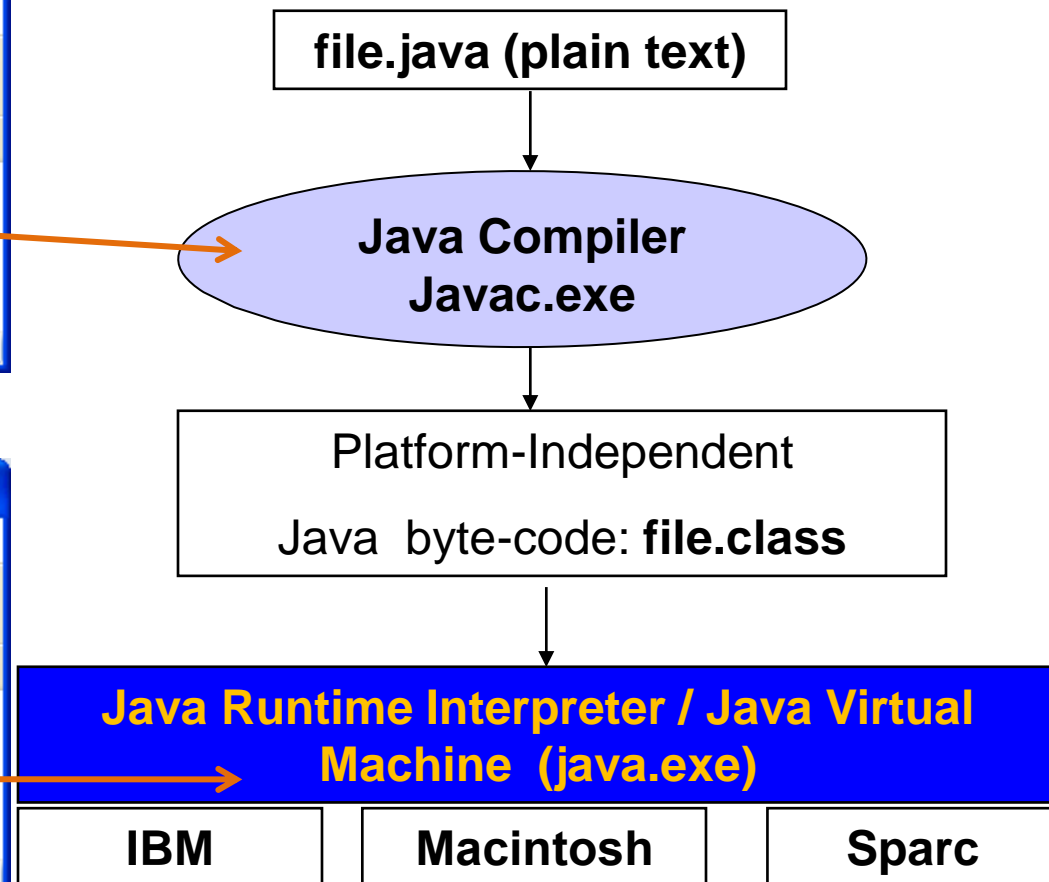 file.java (plain text)
Java Compiler
Javac.exe
Platform-Independent
Java byte-code: file.class
Java Runtime Interpreter / Java Virtual
Machine (java.exe)
IBM
Macintosh
Sparc